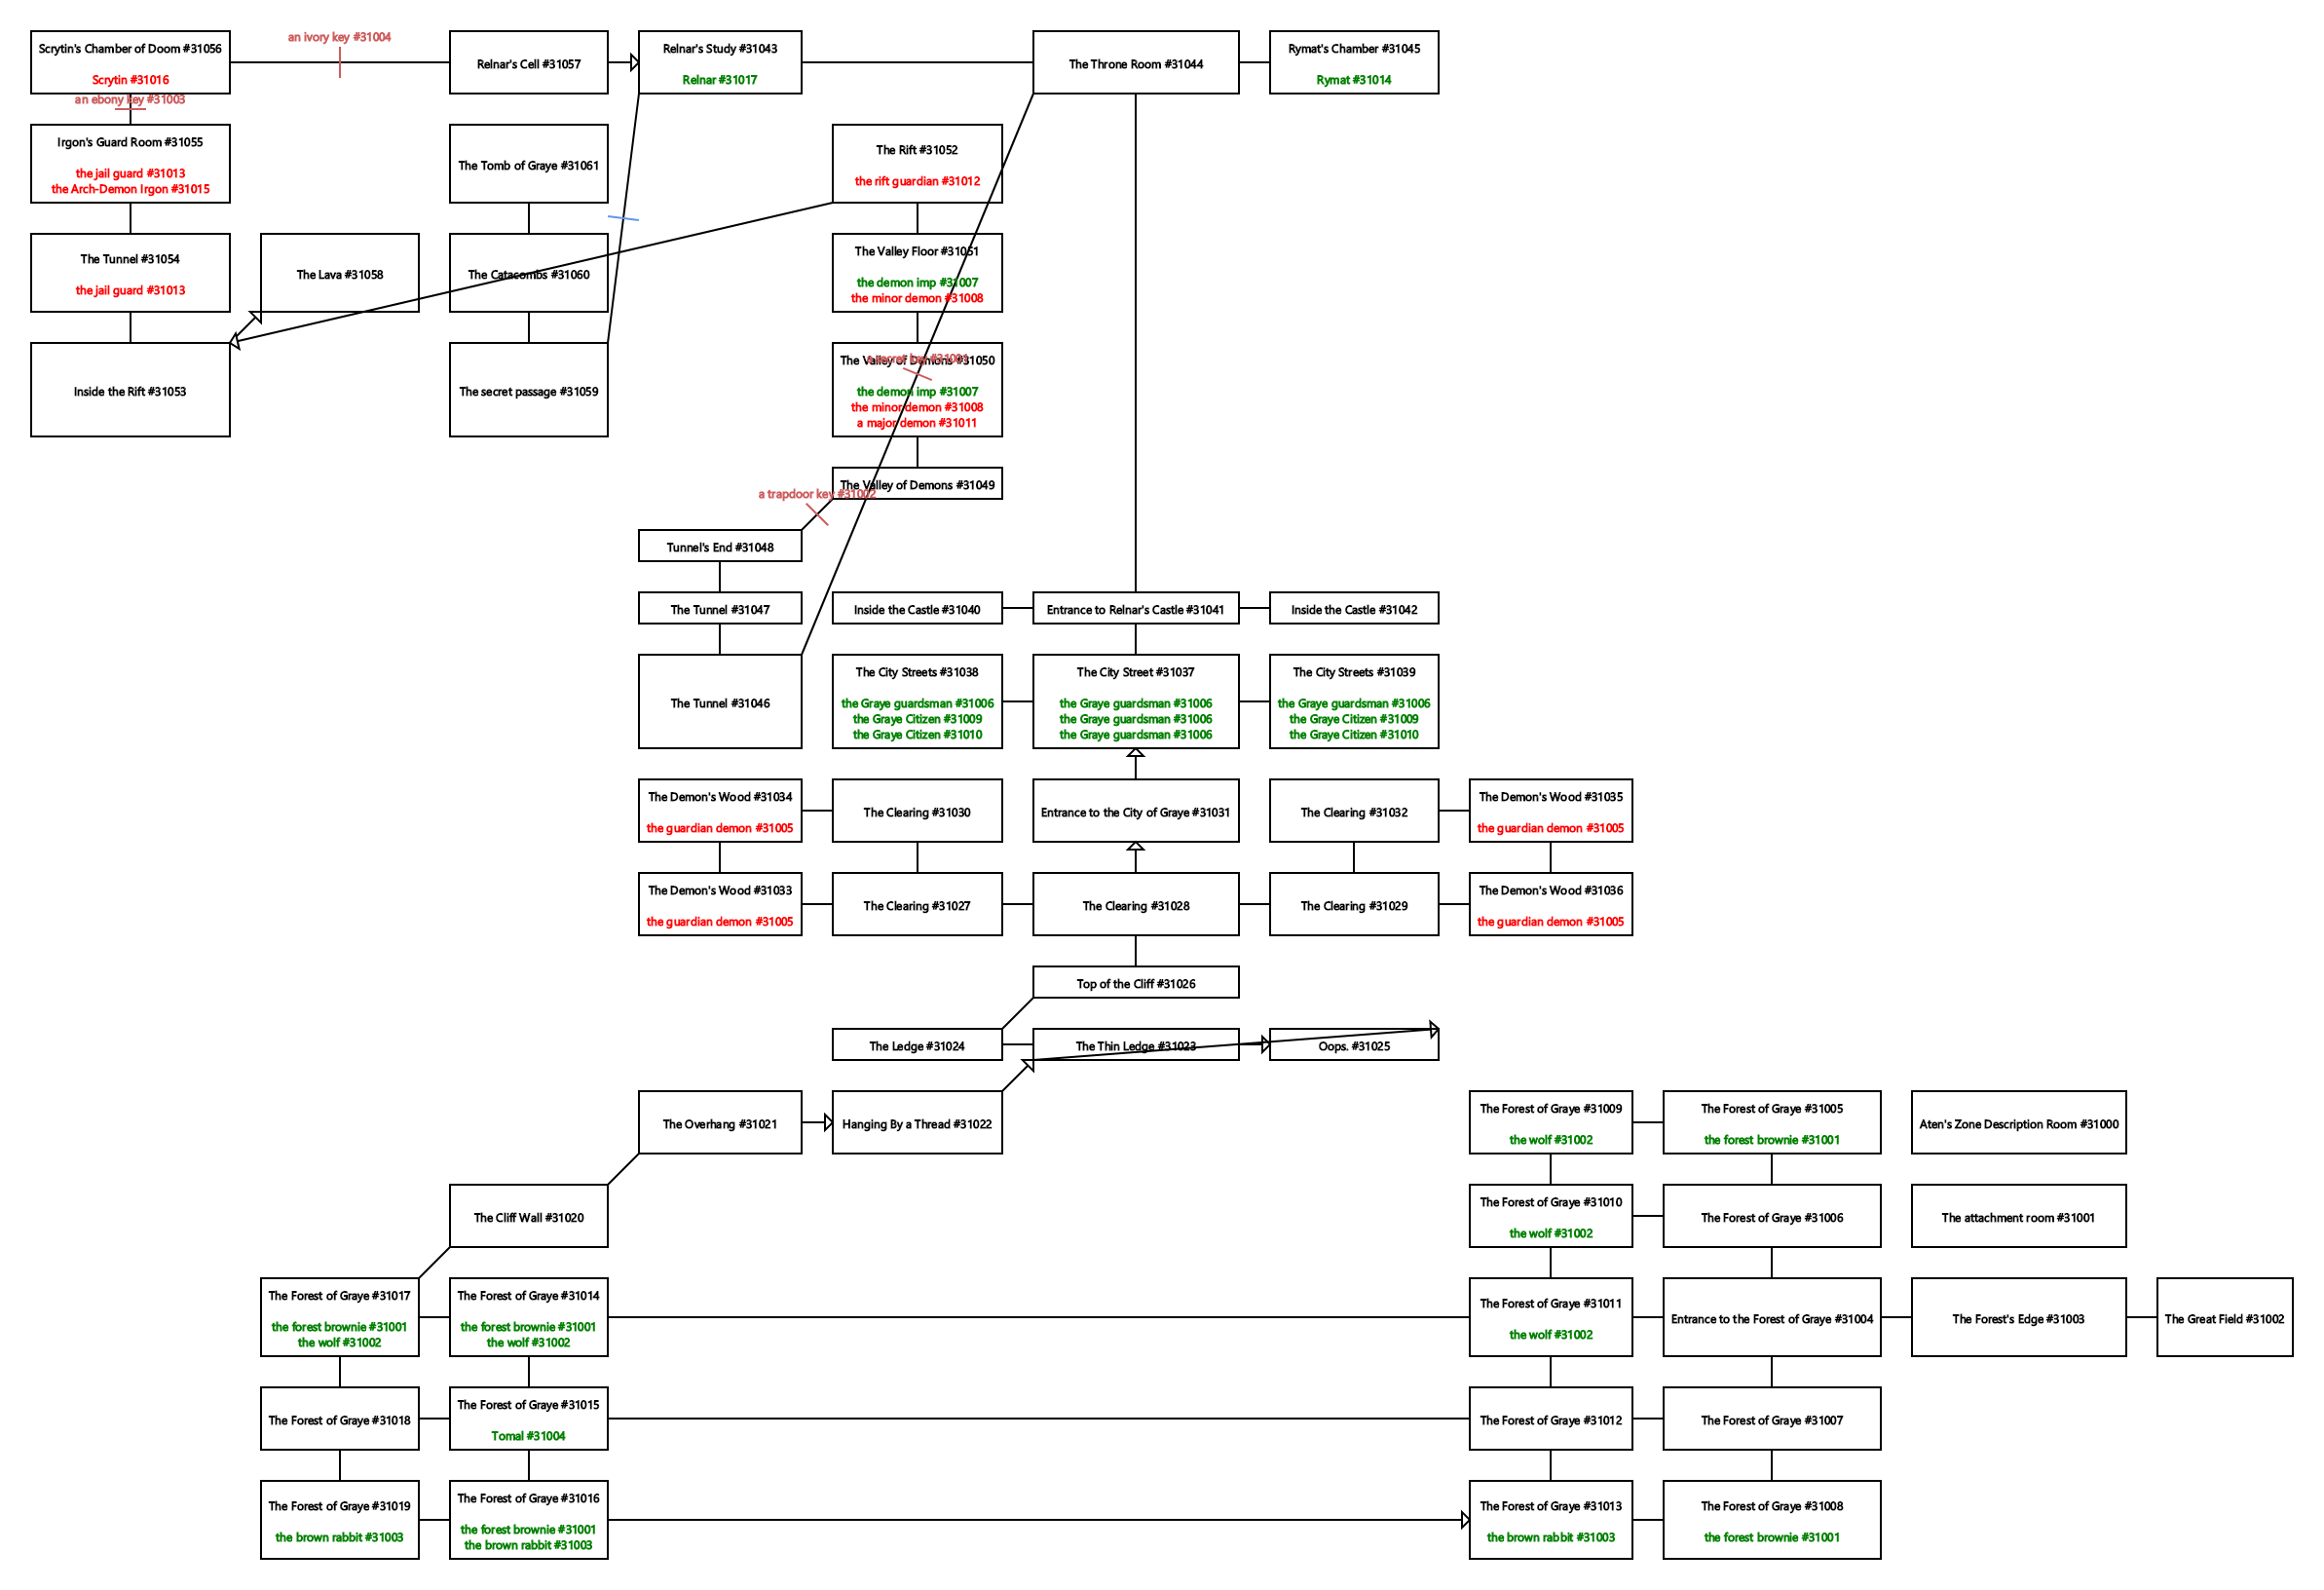 an ivory key #31004
Scrytin's Chamber of Doom #31056
Scrytin #31016
Relnar's Cell #31057
Relnar's Study #31043
Relnar #31017
The Throne Room #31044
Rymat's Chamber #31045
Rymat #31014
an ebony key #31003
Irgon's Guard Room #31055
the jail guard #31013
the Arch-Demon Irgon #31015
The Tomb of Graye #31061
The Rift #31052
the rift guardian #31012
The Tunnel #31054
the jail guard #31013
The Lava #31058
The Catacombs #31060
The Valley Floor #31051
the demon imp #31007
the minor demon #31008
Inside the Rift #31053
The secret passage #31059
a secret key #31001
The Valley of Demons #31050
the demon imp #31007
the minor demon #31008
a major demon #31011
The Valley of Demons #31049
a trapdoor key #31002
Tunnel's End #31048
The Tunnel #31047
Inside the Castle #31040
Entrance to Relnar's Castle #31041
Inside the Castle #31042
The Tunnel #31046
The City Streets #31038
the Graye guardsman #31006
the Graye Citizen #31009
the Graye Citizen #31010
The City Street #31037
the Graye guardsman #31006
the Graye guardsman #31006
the Graye guardsman #31006
The City Streets #31039
the Graye guardsman #31006
the Graye Citizen #31009
the Graye Citizen #31010
The Demon's Wood #31034
the guardian demon #31005
The Clearing #31030
Entrance to the City of Graye #31031
The Clearing #31032
The Demon's Wood #31035
the guardian demon #31005
The Demon's Wood #31033
the guardian demon #31005
The Clearing #31027
The Clearing #31028
The Clearing #31029
The Demon's Wood #31036
the guardian demon #31005
Top of the Cliff #31026
The Ledge #31024
The Thin Ledge #31023
Oops. #31025
The Overhang #31021
Hanging By a Thread #31022
The Forest of Graye #31009
the wolf #31002
The Forest of Graye #31005
the forest brownie #31001
Aten's Zone Description Room #31000
The Cliff Wall #31020
The Forest of Graye #31010
the wolf #31002
The Forest of Graye #31006
The attachment room #31001
The Forest of Graye #31017
the forest brownie #31001
the wolf #31002
The Forest of Graye #31014
the forest brownie #31001
the wolf #31002
The Forest of Graye #31011
the wolf #31002
Entrance to the Forest of Graye #31004
The Forest's Edge #31003
The Great Field #31002
The Forest of Graye #31018
The Forest of Graye #31015
Tomal #31004
The Forest of Graye #31012
The Forest of Graye #31007
The Forest of Graye #31019
the brown rabbit #31003
The Forest of Graye #31016
the forest brownie #31001
the brown rabbit #31003
The Forest of Graye #31013
the brown rabbit #31003
The Forest of Graye #31008
the forest brownie #31001